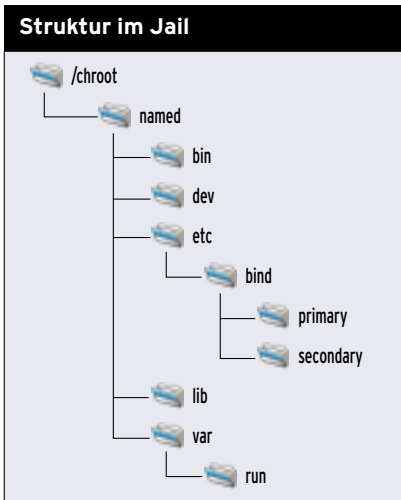 Struktur im Jail
/chroot
named
bin
dev
etc
bind
primary
secondary
lib
var
run